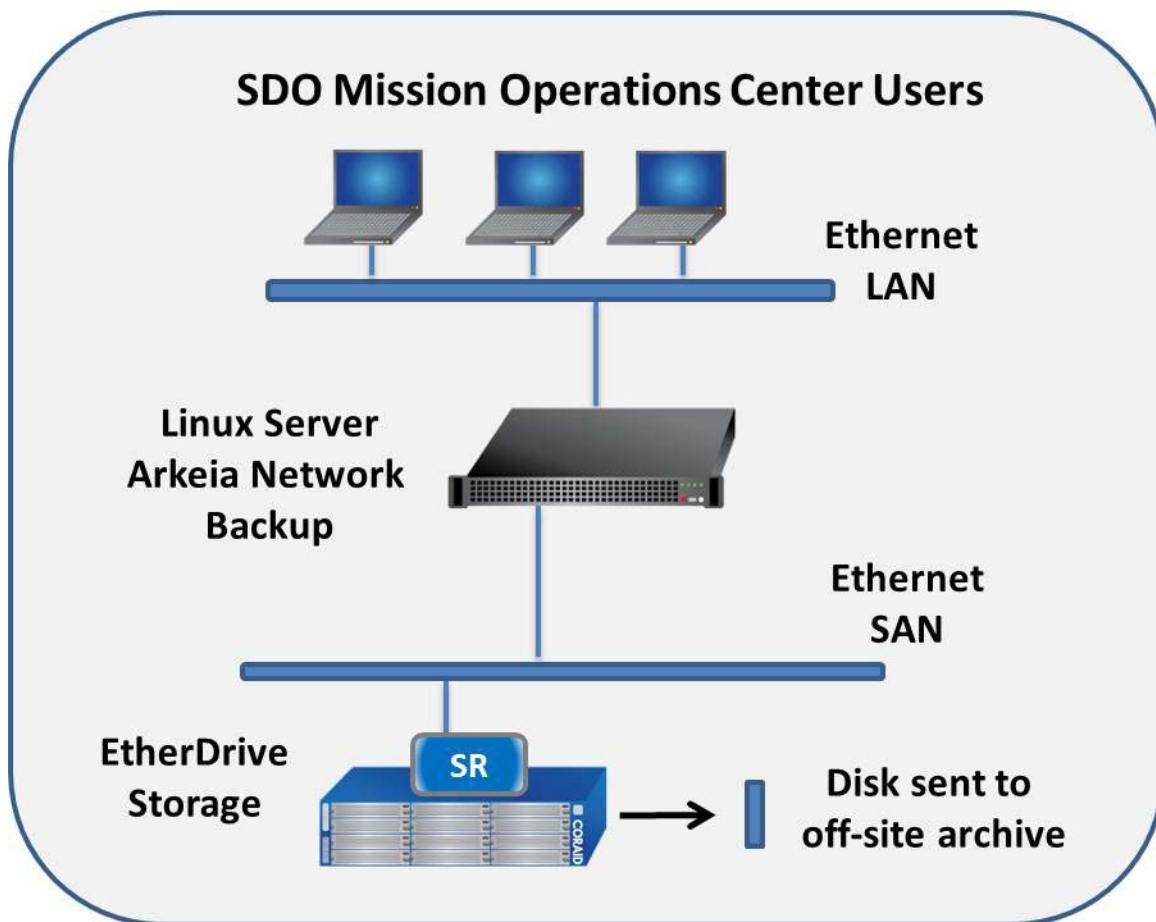 SDO Mission Operations Center Users
Ethernet
LAN
Linux Server
Arkeia Network
Backup
Ethernet
SAN
EtherDrive
Storage
SR
CORAID
Disk sent to
off-site archive